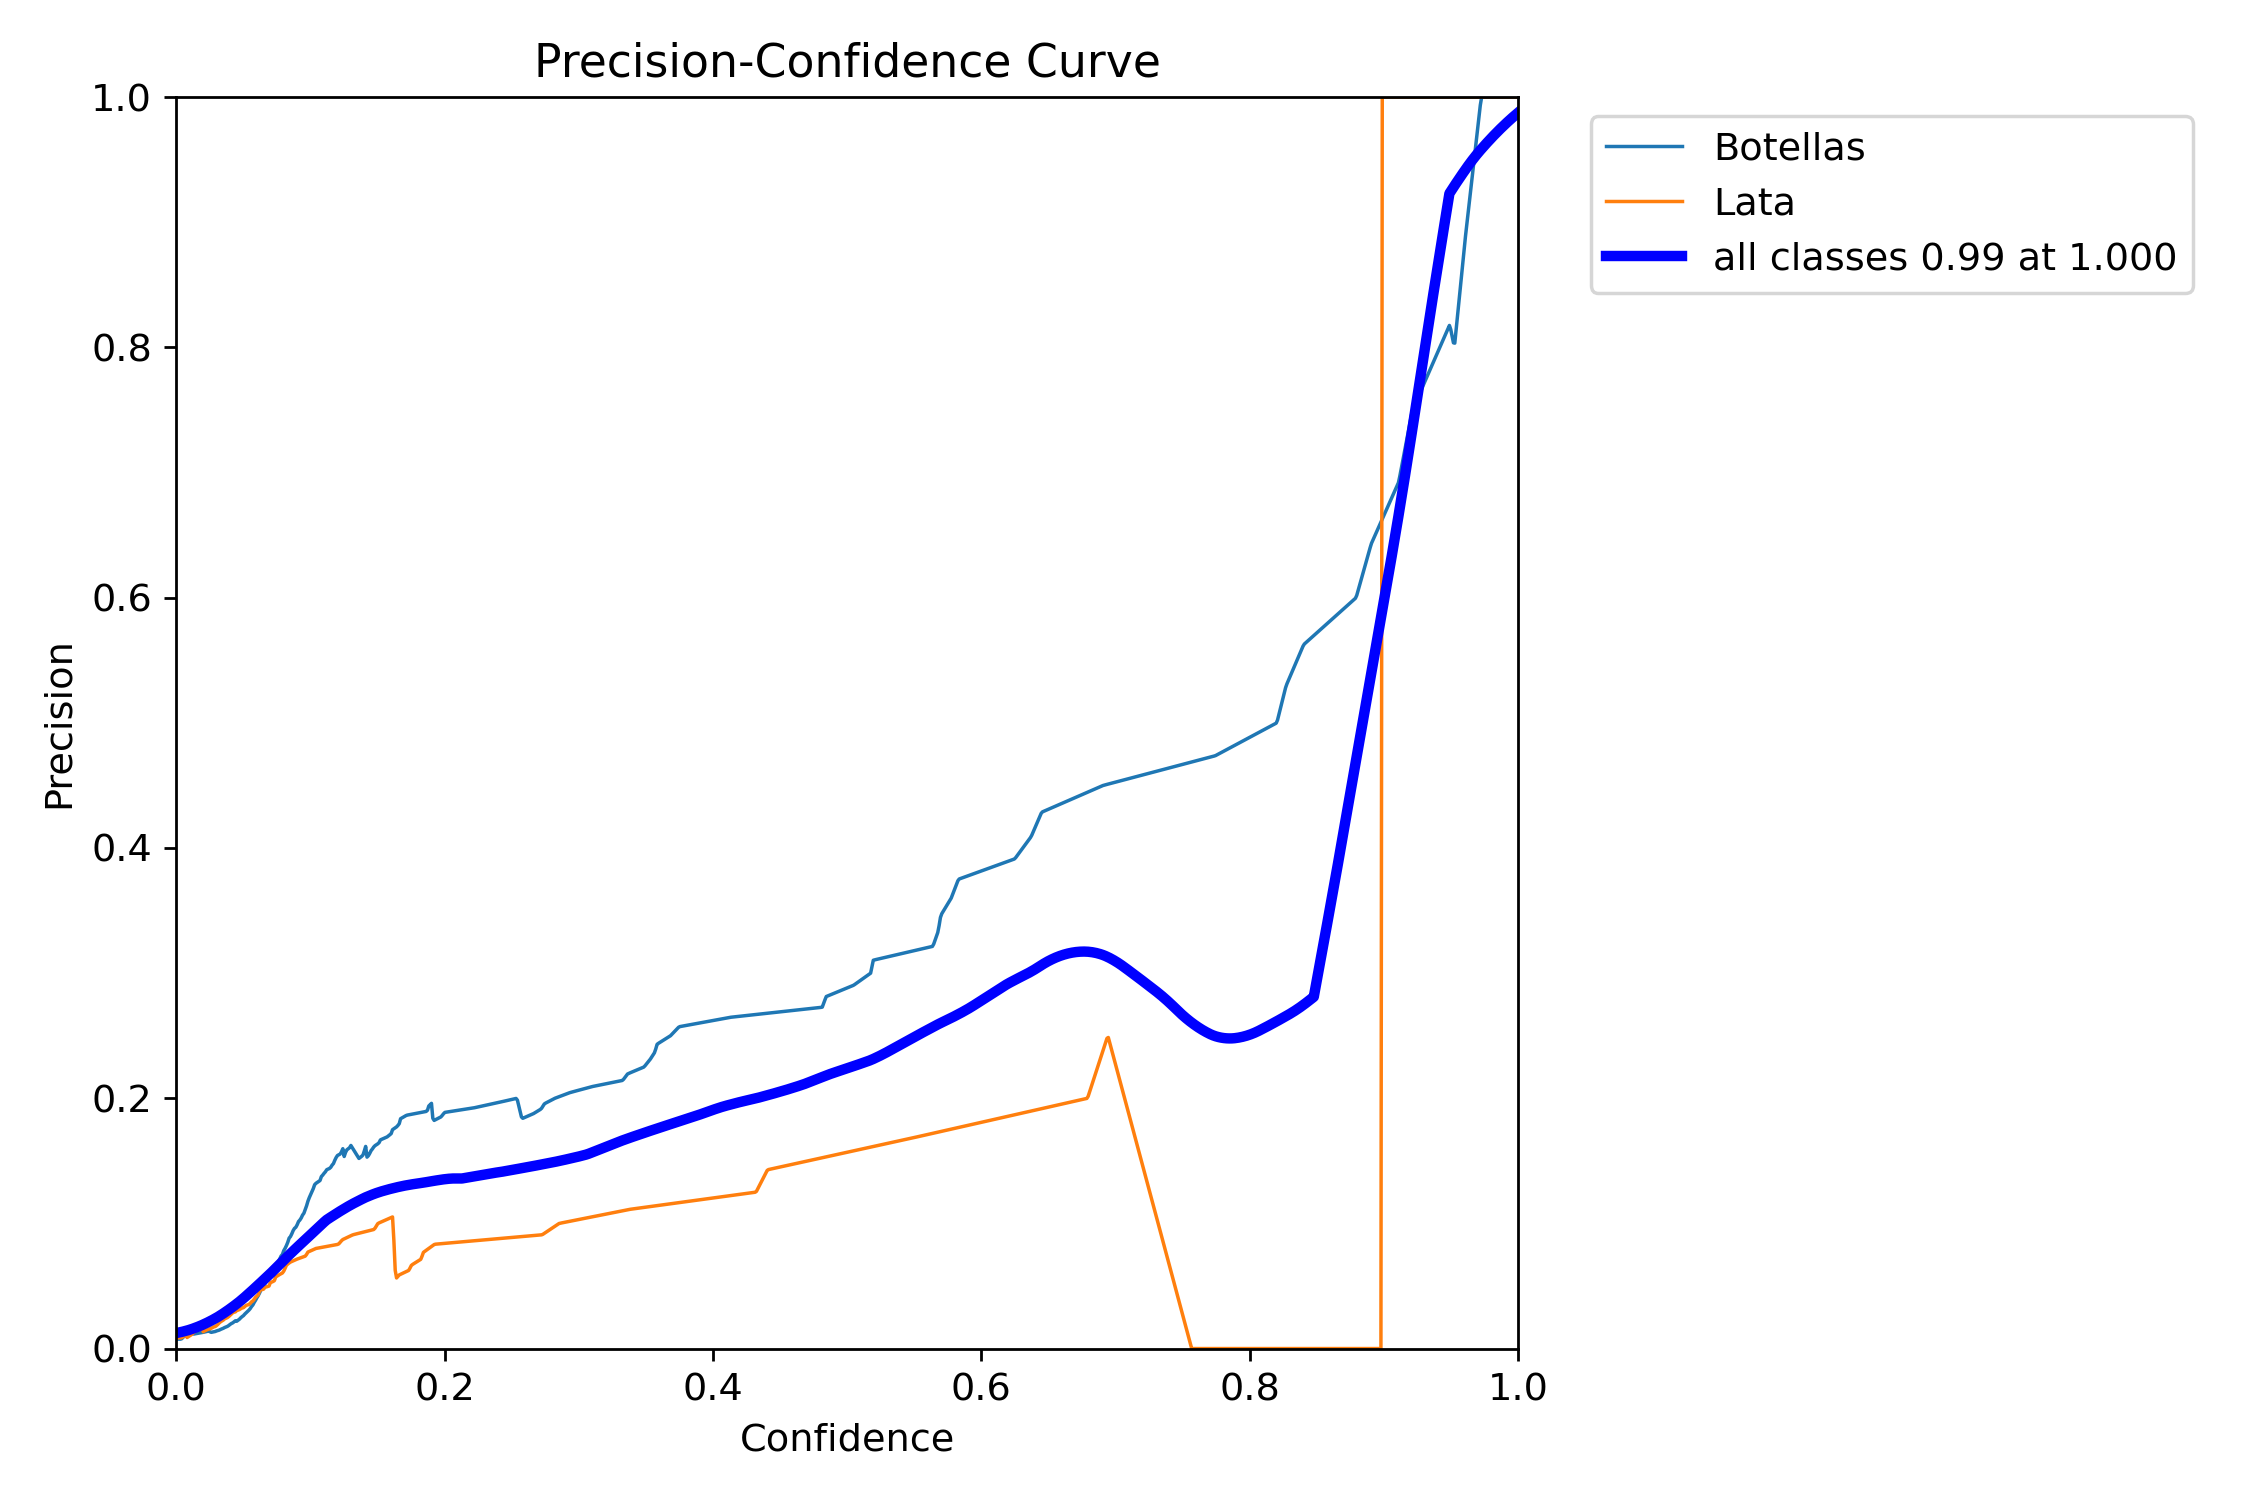 Precision-Confidence Curve
1.0
0.8
0.6
0.4
0.2
0.0
Precision
0.0 0.2 0.4 0.6 0.8 1.0
Confidence
Botellas
Lata
all classes 0.99 at 1.000